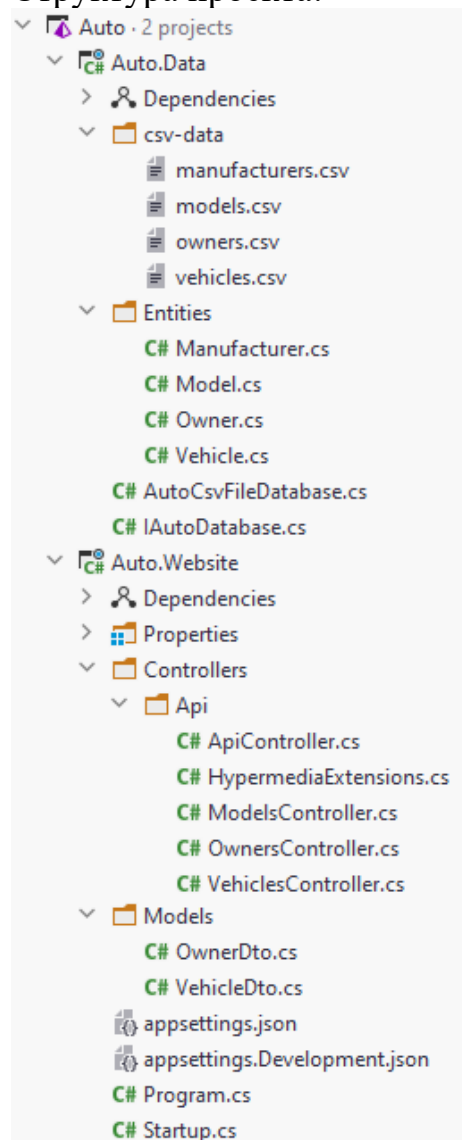 Структура проекта:
Auto · 2 projects
C# Auto.Data
Dependencies
csv-data
manufacturers.csv
models.csv
owners.csv
vehicles.csv
Entities
C# Manufacturer.cs
C# Model.cs
C# Owner.cs
C# Vehicle.cs
C# AutoCsvFileDatabase.cs
C# IAutoDatabase.cs
C# Auto.Website
Dependencies
Properties
Controllers
Api
C# ApiController.cs
C# HypermediaExtensions.cs
C# ModelsController.cs
C# OwnersController.cs
C# VehiclesController.cs
Models
C# OwnerDto.cs
C# VehicleDto.cs
appsettings.json
appsettings.Development.json
C# Program.cs
C# Startup.cs